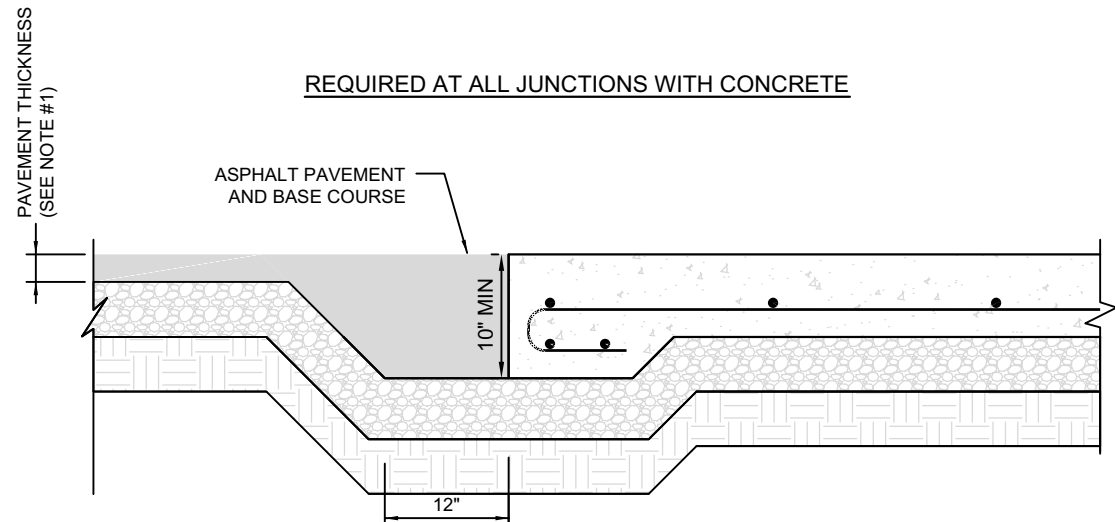 PAVEMENT THICKNESS
(SEE NOTE #1)
REQUIRED AT ALL JUNCTIONS WITH CONCRETE
ASPHALT PAVEMENT
AND BASE COURSE
10" MIN
12"